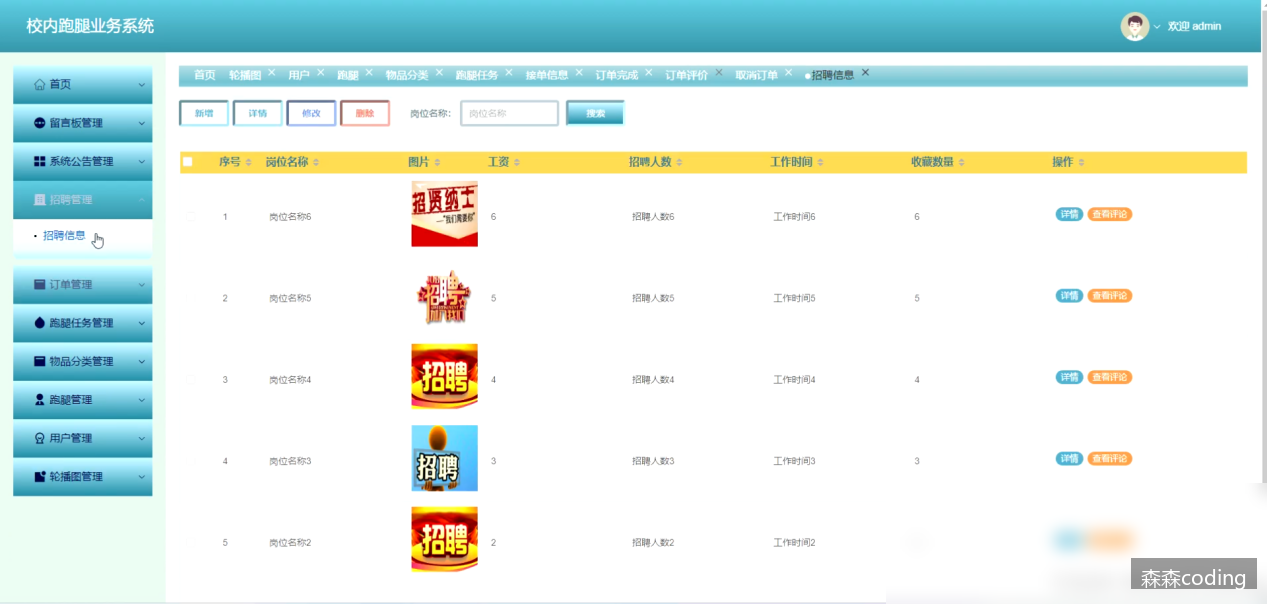 校内跑腿业务系统
欢迎 admin
首页 轮播图 用户 跑腿 物品分类 跑腿任务 接单信息 订单完成 订单评价 取消订单 招聘信息
首页
留言板管理
系统公告管理
招聘管理
招聘信息
订单管理
跑腿任务管理
物品分类管理
跑腿管理
用户管理
轮播图管理
新增 详情 修改 删除 岗位名称: 岗位名称 搜索
序号 岗位名称 图片 工资 招聘人数 工作时间 收藏数量 操作
招贤纳士
"我们需要你"
1 岗位名称6 6 招聘人数6 工作时间6 6 详情 查看评论
招聘
2 岗位名称5 5 招聘人数5 工作时间5 5 详情 查看评论
招聘
3 岗位名称4 4 招聘人数4 工作时间4 4 详情 查看评论
招聘
4 岗位名称3 3 招聘人数3 工作时间3 3 详情 查看评论
招聘
5 岗位名称2 2 招聘人数2 工作时间2
森森coding